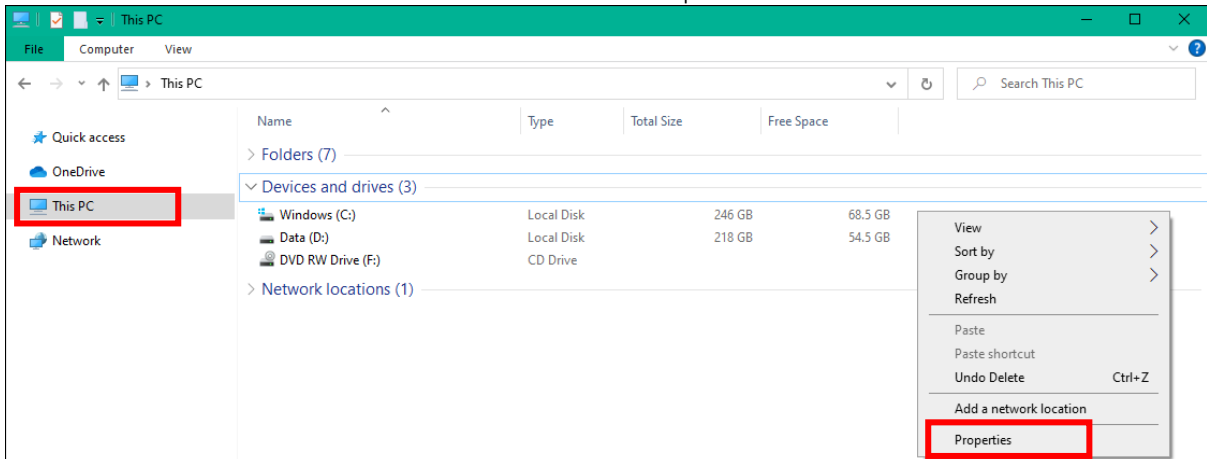 This PC
File Computer View
This PC
Search This PC
Quick access
OneDrive
This PC
Network
Name Type Total Size Free Space
Folders (7)
Devices and drives (3)
Windows (C:) Local Disk 246 GB 68.5 GB
Data (D:) Local Disk 218 GB 54.5 GB
DVD RW Drive (F:) CD Drive
Network locations (1)
View
Sort by
Group by
Refresh
Paste
Paste shortcut
Undo Delete Ctrl+Z
Add a network location
Properties